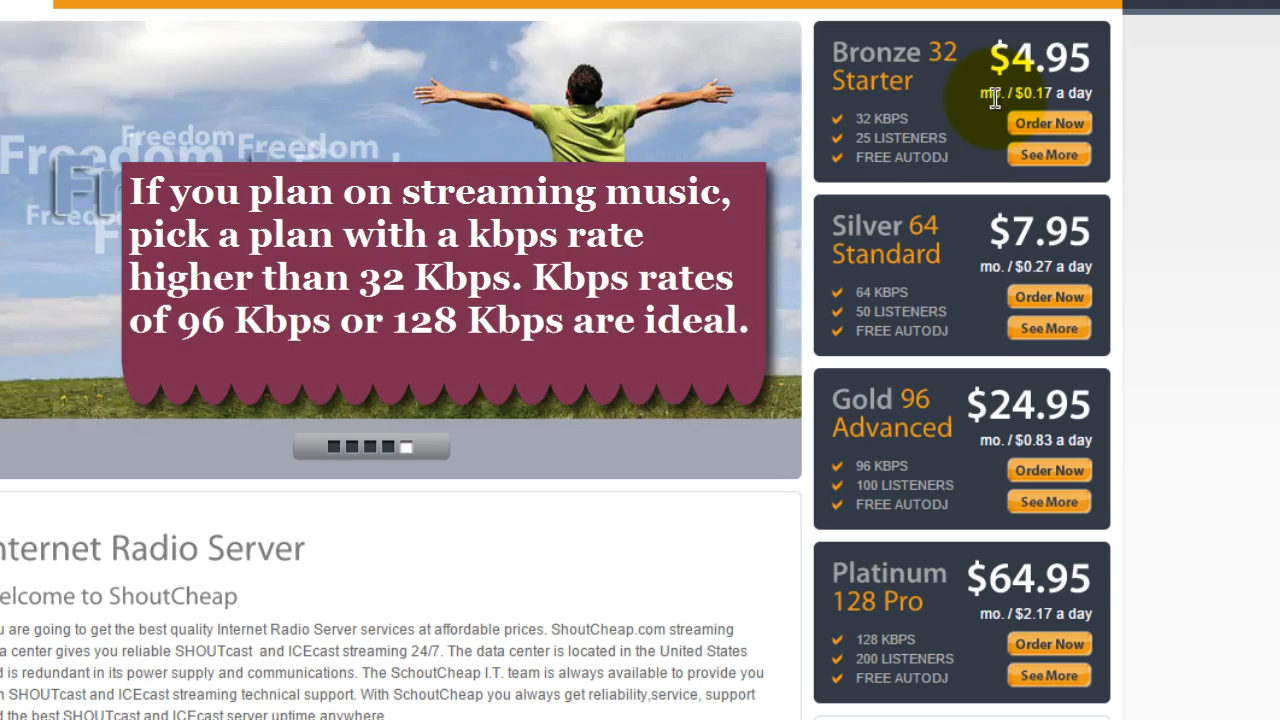 Freedom
Freedom
Freedom
If you plan on streaming music,
pick a plan with a kbps rate
higher than 32 Kbps. Kbps rates
of 96 Kbps or 128 Kbps are ideal.
Bronze 32
Starter
$4.95
mo. / $0.17 a day
32 KBPS
25 LISTENERS
FREE AUTODJ
Order Now
See More
Silver 64
Standard
$7.95
mo. / $0.27 a day
64 KBPS
50 LISTENERS
FREE AUTODJ
Order Now
See More
Gold 96
Advanced
$24.95
mo. / $0.83 a day
96 KBPS
100 LISTENERS
FREE AUTODJ
Order Now
See More
Platinum
128 Pro
$64.95
mo. / $2.17 a day
128 KBPS
200 LISTENERS
FREE AUTODJ
Order Now
See More
nternet Radio Server
elcome to ShoutCheap
u are going to get the best quality Internet Radio Server services at affordable prices. ShoutCheap.com streaming
a center gives you reliable SHOUTcast and ICEcast streaming 24/7. The data center is located in the United States
d is redundant in its power supply and communications. The SchoutCheap I.T. team is always available to provide you
h SHOUTcast and ICEcast streaming technical support. With SchoutCheap you always get reliability,service, support
d the best SHOUTcast and ICEcast server uptime anywhere.